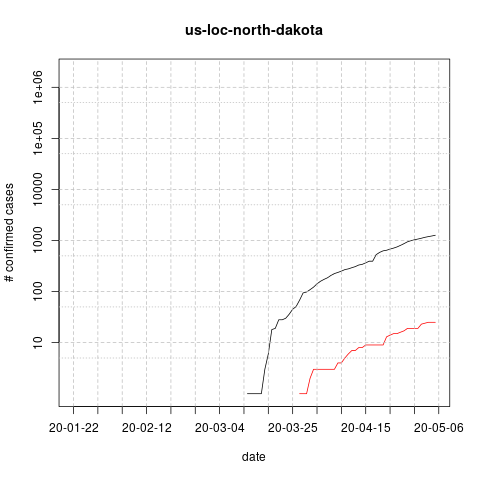 us-loc-north-dakota
# confirmed cases
1e+06
1e+05
10000
1000
100
10
20-01-22 20-02-12 20-03-04 20-03-25 20-04-15 20-05-06
date